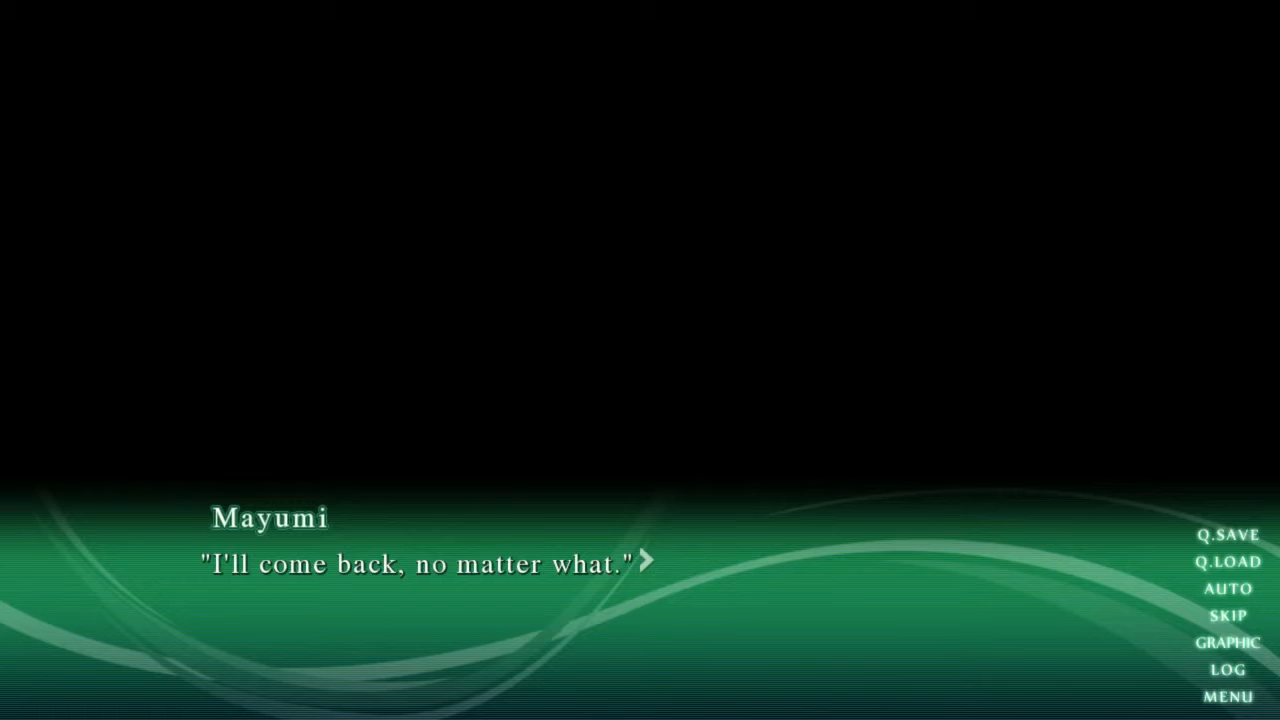 Mayumi
"I'll come back, no matter what."
Q.SAVE
Q.LOAD
AUTO
SKIP
GRAPHIC
LOG
MENU